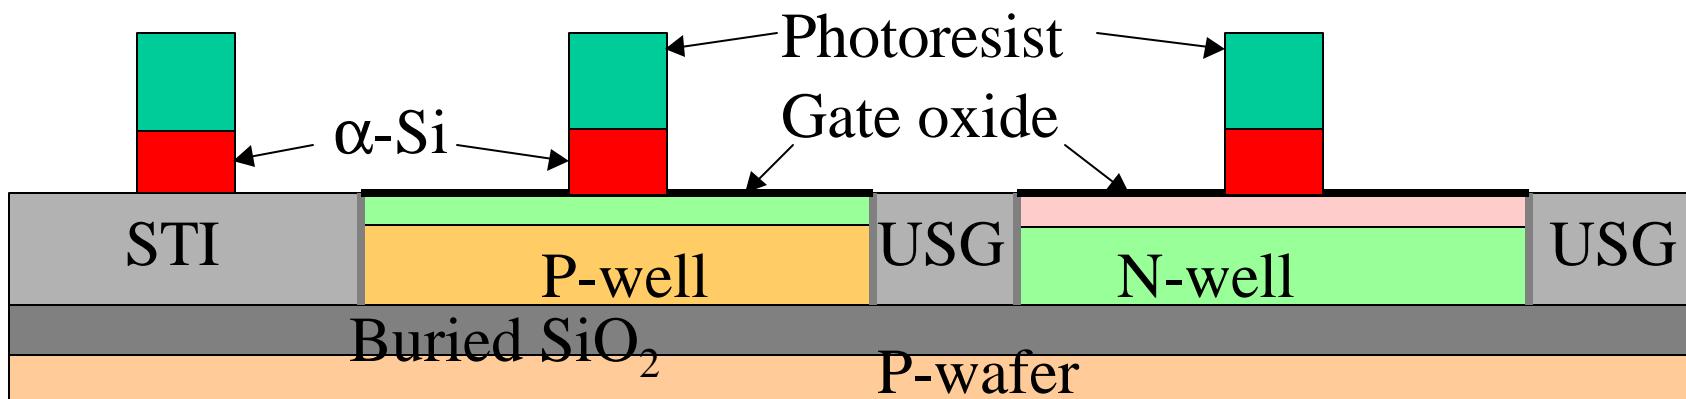 Photoresist
α-Si
Gate oxide
STI
P-well
USG
N-well
USG
Buried SiO₂
P-wafer